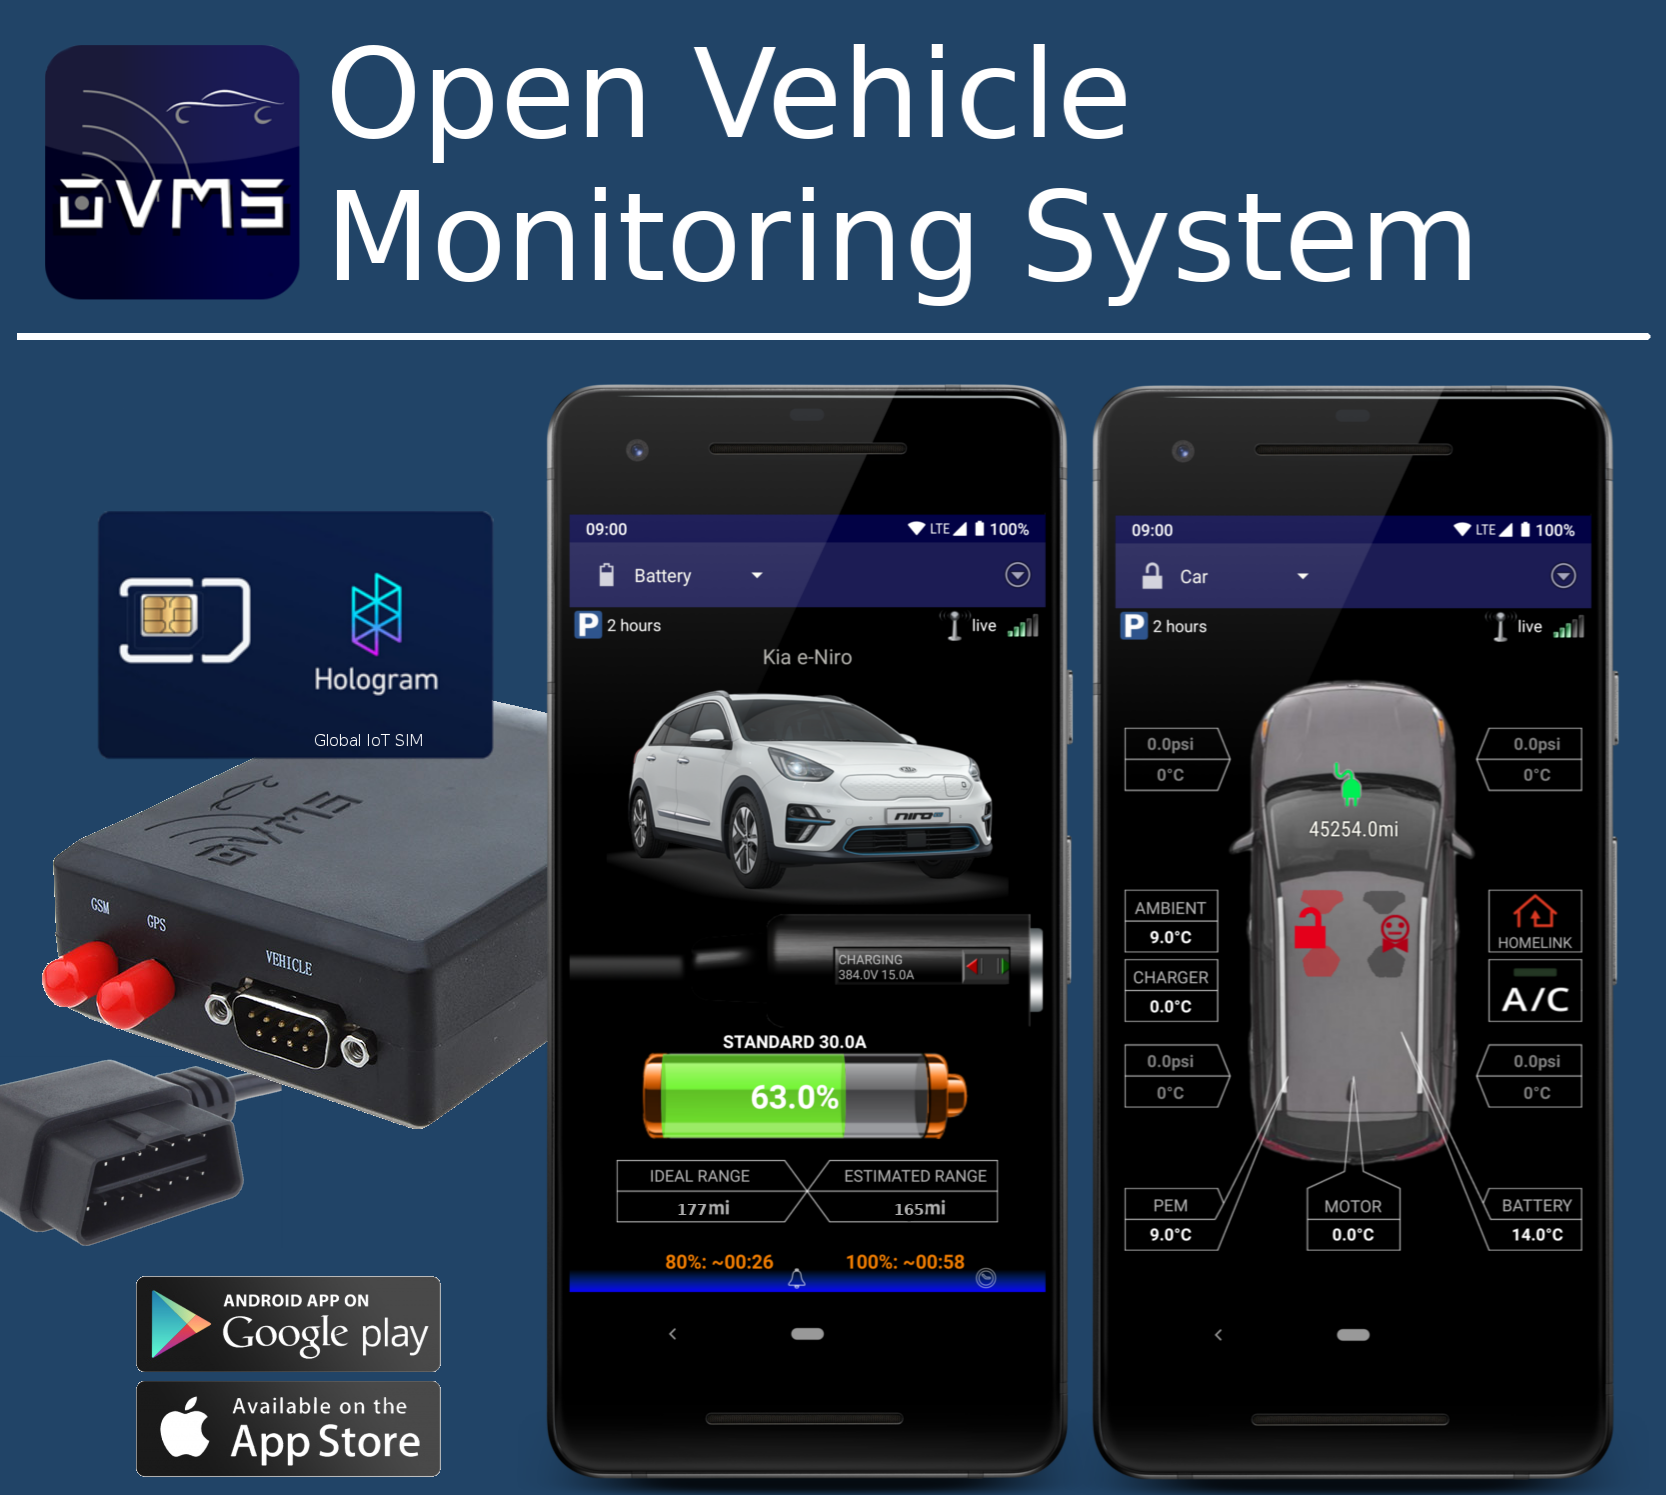 OVMS
Open Vehicle
Monitoring System
Hologram
Global IoT SIM
OVMS
GSM
GPS
VEHICLE
ANDROID APP ON
Google play
Available on the
App Store
09:00
LTE
100%
Battery
P
2 hours
live
Kia e-Niro
niro
CHARGING
384.0V 15.0A
STANDARD 30.0A
63.0%
IDEAL RANGE
ESTIMATED RANGE
177mi
165mi
80%: ~00:26
100%: ~00:58
09:00
LTE
100%
Car
P
2 hours
live
0.0psi
0°C
0.0psi
0°C
45254.0mi
AMBIENT
9.0°C
HOMELINK
CHARGER
0.0°C
A/C
0.0psi
0°C
0.0psi
0°C
PEM
9.0°C
MOTOR
0.0°C
BATTERY
14.0°C